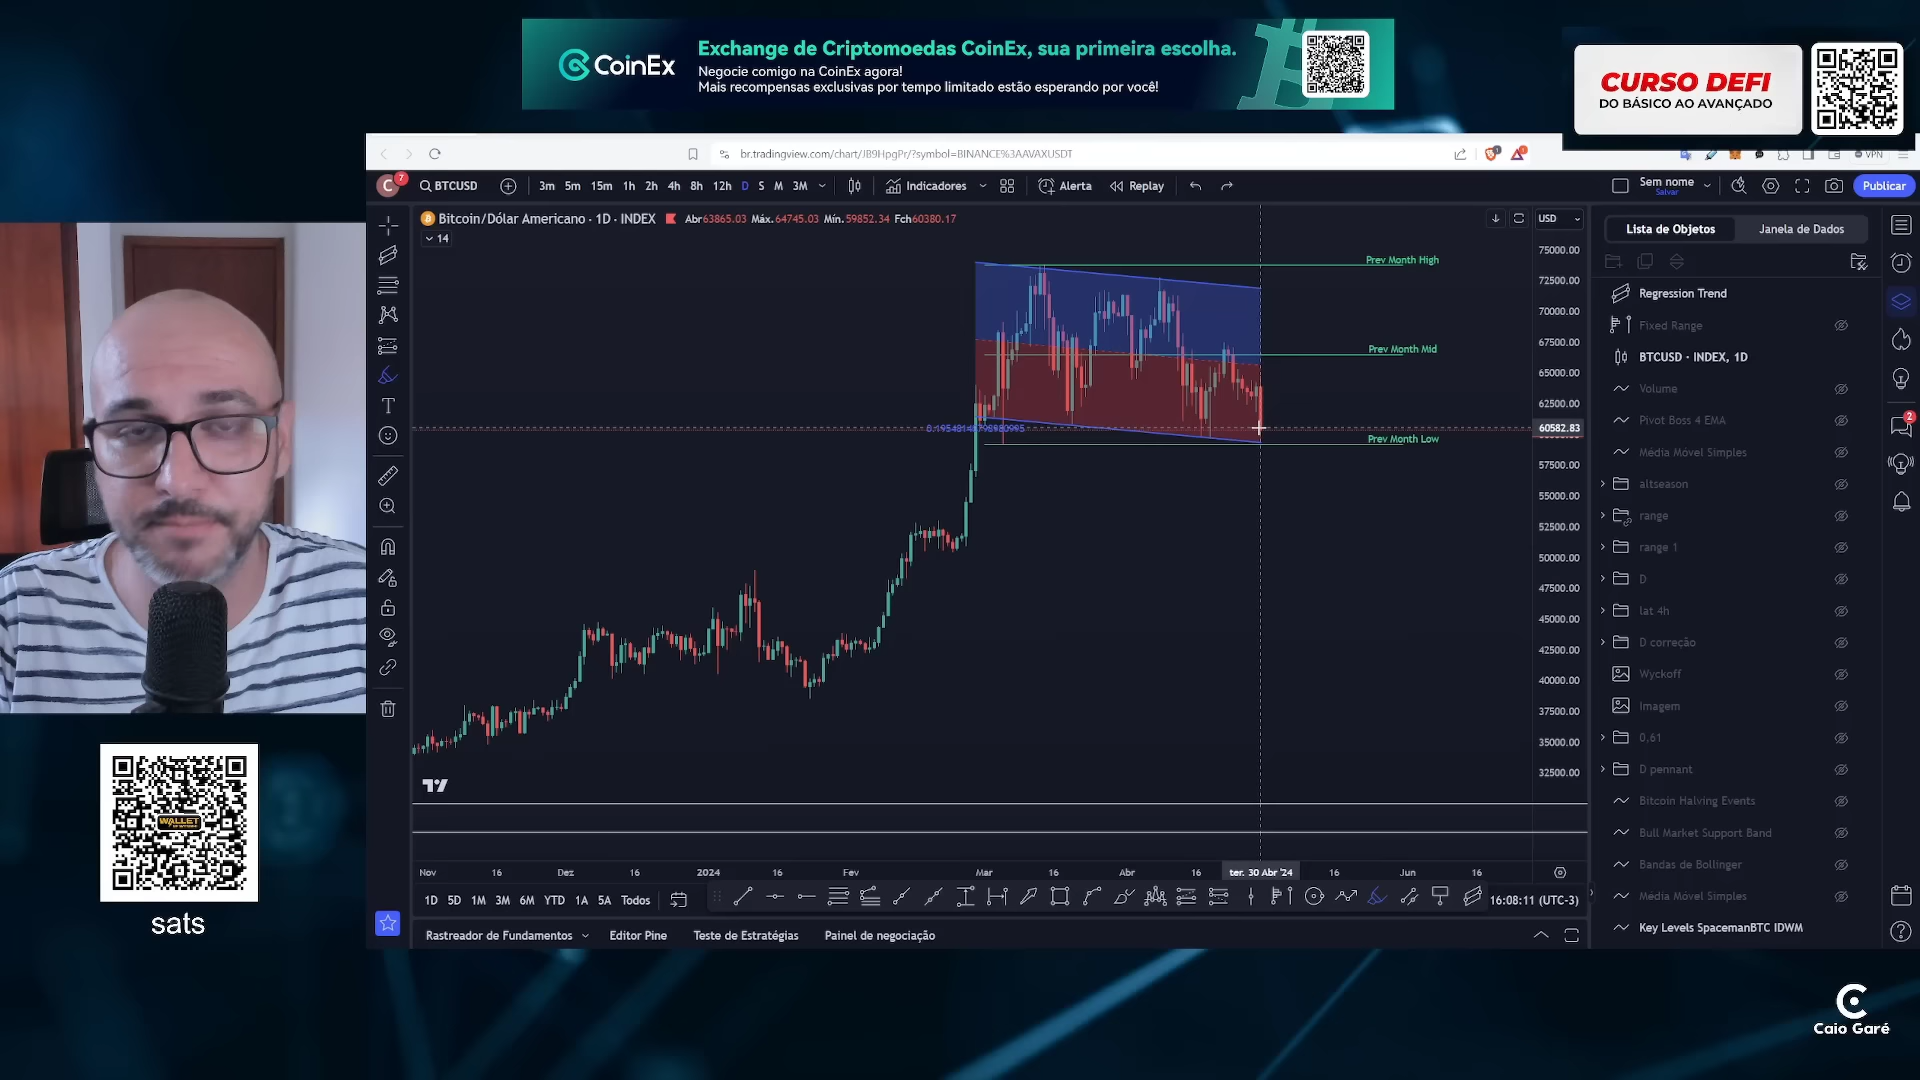 CoinEx
Exchange de Criptomoedas CoinEx, sua primeira escolha.
Negocie comigo na CoinEx agora!
Mais recompensas exclusivas por tempo limitado estão esperando por você!
CURSO DEFI
DO BÁSICO AO AVANÇADO
br.tradingview.com/chart/JB9HpgPr/?symbol=BINANCE%3AAVAXUSDT
VPN
C 7
BTCUSD
3m 5m 15m 1h 2h 4h 8h 12h D S M 3M
Indicadores
Alerta
Replay
Sem nome
Salvar
Publicar
Bitcoin/Dólar Americano · 1D · INDEX
Abr63865.03 Máx.64745.03 Mín.59852.34 Fch60380.17
14
USD
Prev Month High
Prev Month Mid
Prev Month Low
75000.00
72500.00
70000.00
67500.00
65000.00
62500.00
60582.83
57500.00
55000.00
52500.00
50000.00
47500.00
45000.00
42500.00
40000.00
37500.00
35000.00
32500.00
Nov 16 Dez 16 2024 16 Fev Mar 16 Abr 16 ter. 30 Abr '24 16 Jun 16
1D 5D 1M 3M 6M YTD 1A 5A Todos
16:08:11 (UTC-3)
Rastreador de Fundamentos
Editor Pine
Teste de Estratégias
Painel de negociação
Lista de Objetos
Janela de Dados
Regression Trend
Fixed Range
BTCUSD · INDEX, 1D
Volume
Pivot Boss 4 EMA
Média Móvel Simples
altseason
range
range 1
D
lat 4h
D correção
Wyckoff
Imagem
0,61
D pennant
Bitcoin Halving Events
Bull Market Support Band
Bandas de Bollinger
Média Móvel Simples
Key Levels SpacemanBTC IDWM
2
WALLET
sats
Caio Garé